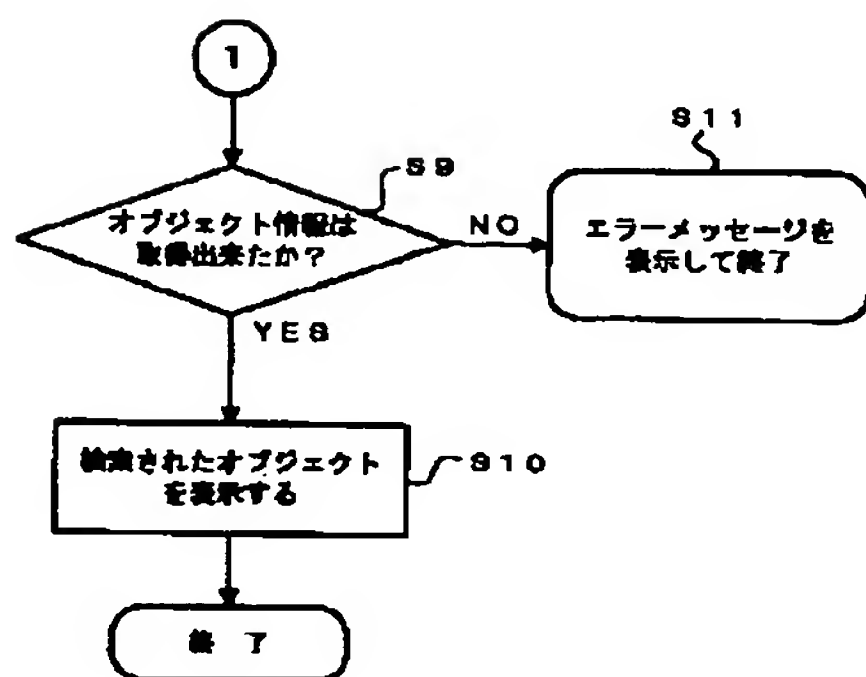 1
S9
オブジェクト情報は
取得出来たか？
NO
S11
エラーメッセージを
表示して終了
YES
検索されたオブジェクト
を表示する
S10
終 了